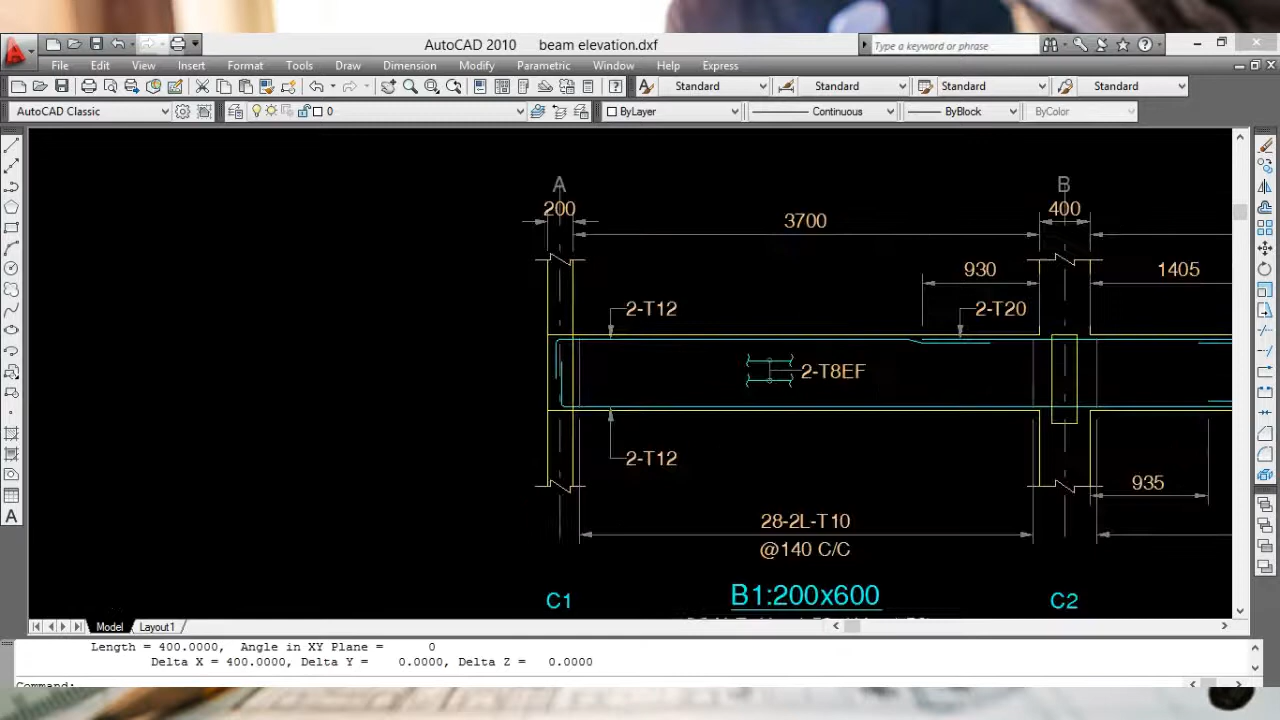 AutoCAD 2010 beam elevation.dxf
Type a keyword or phrase
File Edit View Insert Format Tools Draw Dimension Modify Parametric Window Help Express
Standard Standard Standard Standard
AutoCAD Classic 0 ByLayer Continuous ByBlock ByColor
A B
200 400
3700
930 1405
2-T12 2-T20
2-T8EF
2-T12
935
28-2L-T10
@140 C/C
B1:200x600
C1 C2
Model Layout1
Length = 400.0000, Angle in XY Plane = 0
Delta X = 400.0000, Delta Y = 0.0000, Delta Z = 0.0000
Command: